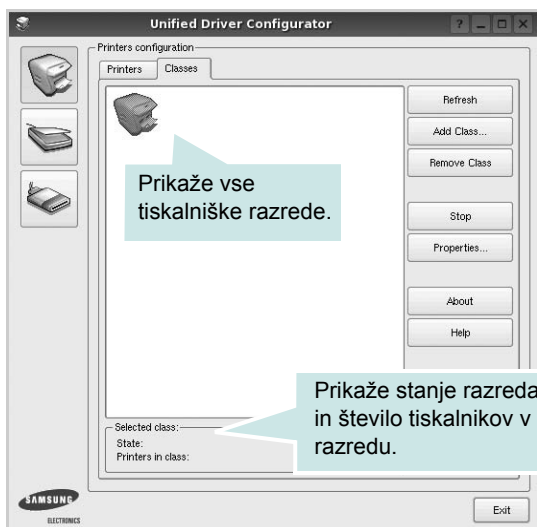 Unified Driver Configurator
Printers configuration
Printers Classes
Refresh
Add Class...
Remove Class
Prikaže vse
tiskalniške razrede.
Stop
Properties...
About
Help
Prikaže stanje razreda
in število tiskalnikov v
razredu.
Selected class:
State:
Printers in class:
SAMSUNG
ELECTRONICS
Exit